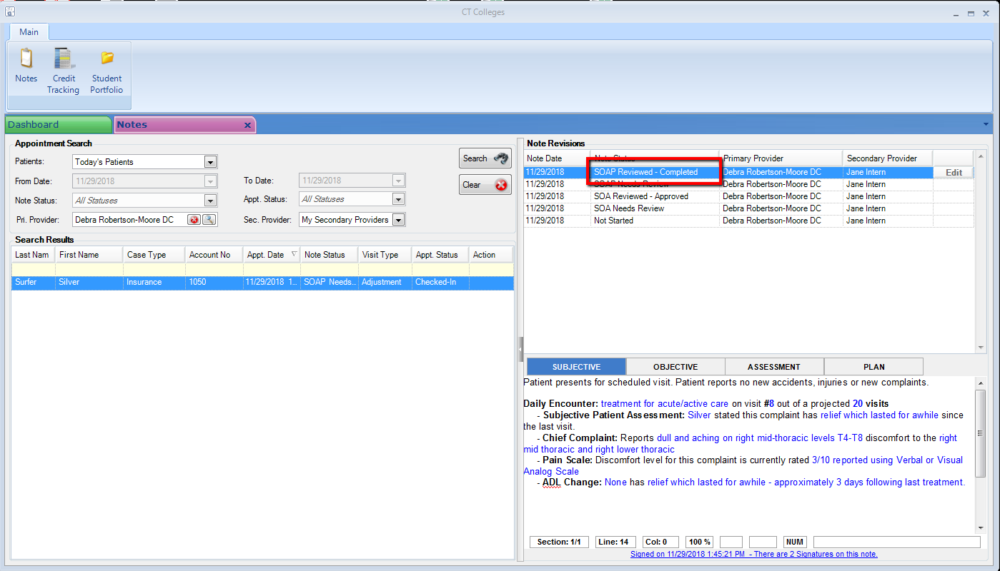 CT Colleges
Main
Notes
Credit Tracking
Student Portfolio
Dashboard
Notes
Appointment Search
Patients: Today's Patients
Search
From Date: 11/29/2018 To Date: 11/29/2018
Clear
Note Status: All Statuses Appt. Status: All Statuses
Pri. Provider: Debra Robertson-Moore DC Sec. Provider: My Secondary Providers
Search Results
Last Nam First Name Case Type Account No Appt. Date Note Status Visit Type Appt. Status Action
Surfer Silver Insurance 1050 11/29/2018 1... SOAP Needs... Adjustment Checked-In
Note Revisions
Note Date Note Status Primary Provider Secondary Provider
11/29/2018 SOAP Reviewed - Completed Debra Robertson-Moore DC Jane Intern Edit
11/29/2018 SOAP Needs Review Debra Robertson-Moore DC Jane Intern
11/29/2018 SOA Reviewed - Approved Debra Robertson-Moore DC Jane Intern
11/29/2018 SOA Needs Review Debra Robertson-Moore DC Jane Intern
11/29/2018 Not Started Debra Robertson-Moore DC Jane Intern
SUBJECTIVE OBJECTIVE ASSESSMENT PLAN
Patient presents for scheduled visit. Patient reports no new accidents, injuries or new complaints.
Daily Encounter: treatment for acute/active care on visit #8 out of a projected 20 visits
- Subjective Patient Assessment: Silver stated this complaint has relief which lasted for awhile since
the last visit.
- Chief Complaint: Reports dull and aching on right mid-thoracic levels T4-T8 discomfort to the right
mid thoracic and right lower thoracic
- Pain Scale: Discomfort level for this complaint is currently rated 3/10 reported using Verbal or Visual
Analog Scale
- ADL Change: None has relief which lasted for awhile - approximately 3 days following last treatment.
Section: 1/1 Line: 14 Col: 0 100 % NUM
Signed on 11/29/2018 1:45:21 PM - There are 2 Signatures on this note.